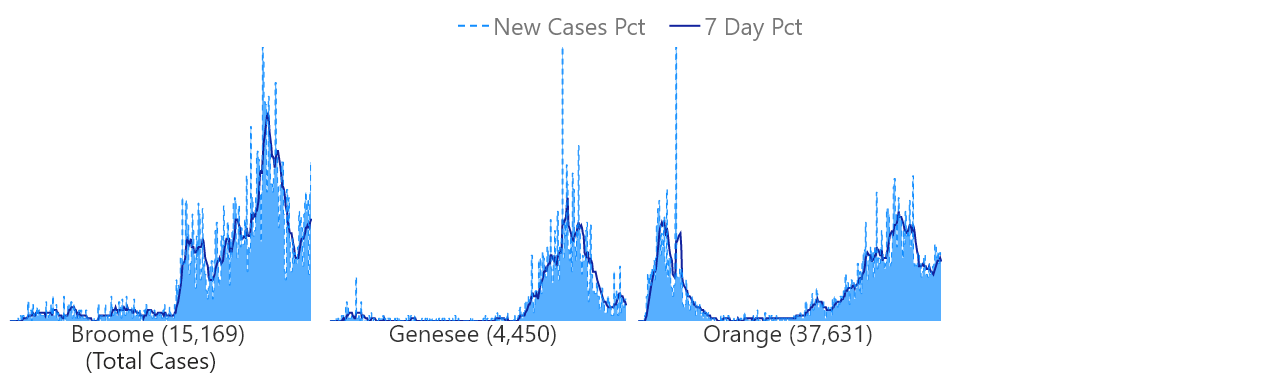 New Cases Pct 7 Day Pct
Broome (15,169) Genesee (4,450) Orange (37,631)
(Total Cases)